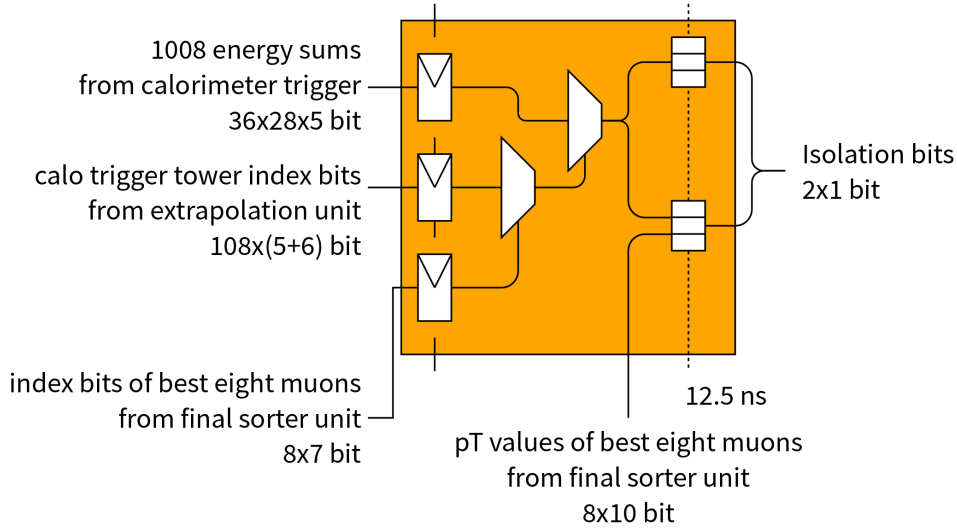 1008 energy sums
from calorimeter trigger
36x28x5 bit
calo trigger tower index bits
from extrapolation unit
108x(5+6) bit
index bits of best eight muons
from final sorter unit
8x7 bit
Isolation bits
2x1 bit
12.5 ns
pT values of best eight muons
from final sorter unit
8x10 bit